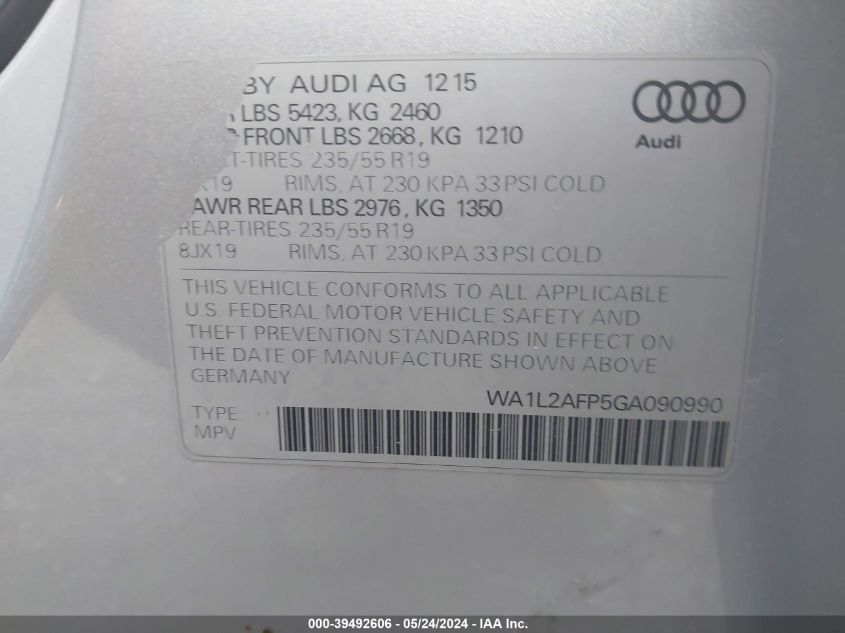 BY AUDI AG 12 15
LBS 5423, KG 2460
FRONT LBS 2668, KG 1210
T-TIRES 235/55 R19
X19 RIMS, AT 230 KPA 33 PSI COLD
AWR REAR LBS 2976, KG 1350
REAR-TIRES 235/55 R19
8JX19 RIMS, AT 230 KPA 33 PSI COLD
Audi
THIS VEHICLE CONFORMS TO ALL APPLICABLE
U.S. FEDERAL MOTOR VEHICLE SAFETY AND
THEFT PREVENTION STANDARDS IN EFFECT ON
THE DATE OF MANUFACTURE SHOWN ABOVE
GERMANY
WA1L2AFP5GA090990
TYPE:
MPV
000-39492606 - 05/24/2024 - IAA Inc.